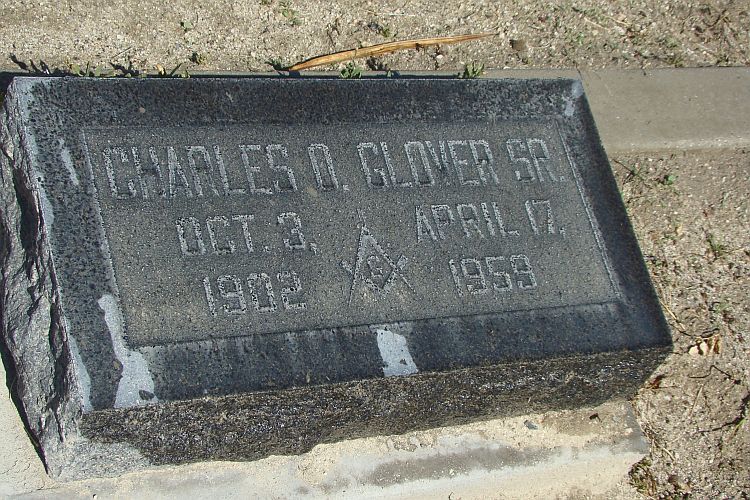 CHARLES O. GLOVER SR.
OCT. 3, APRIL 17,
1902 G 1959